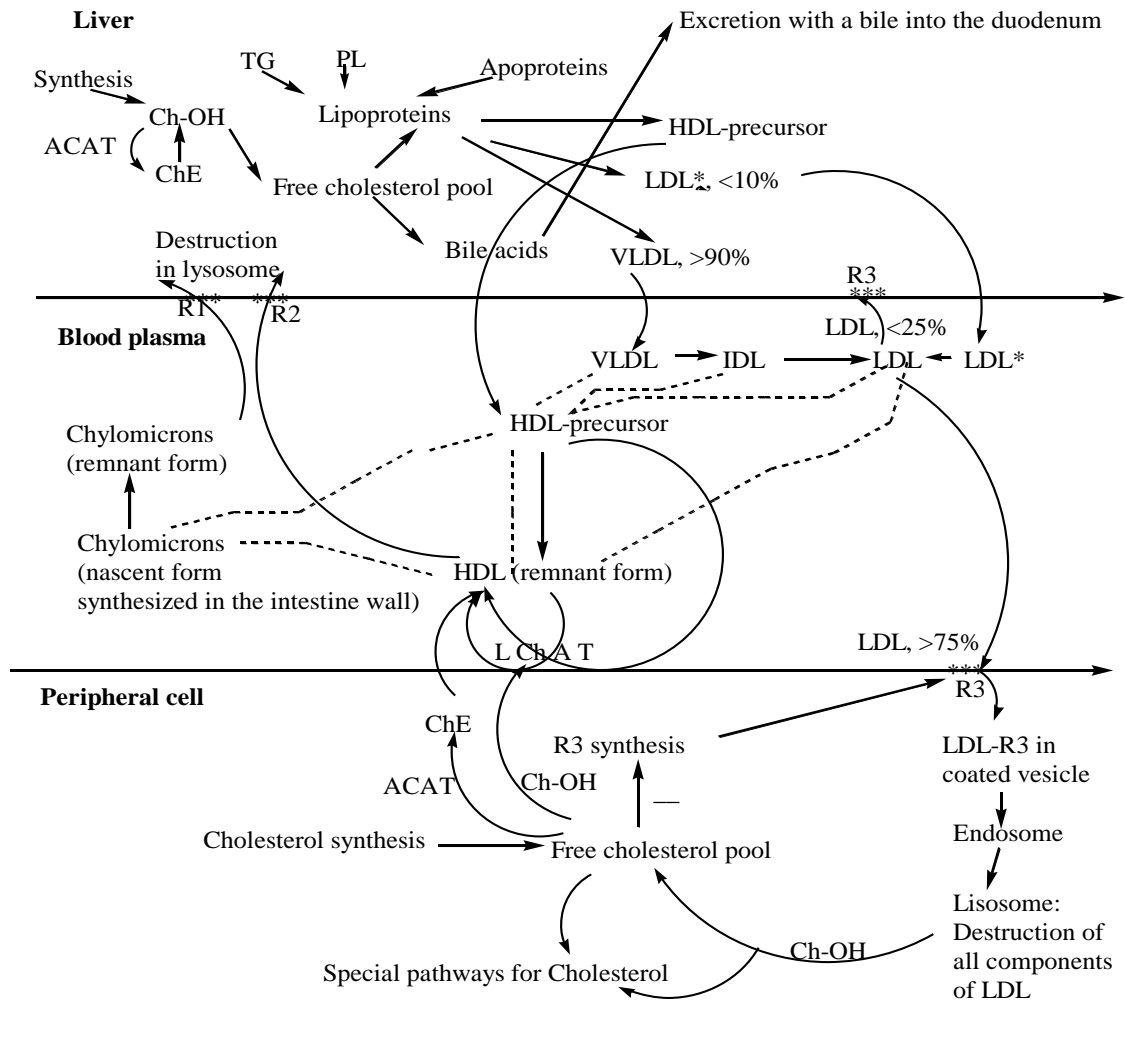 Liver
Excretion with a bile into the duodenum
TG
PL
Apoproteins
Synthesis
Ch-OH
Lipoproteins
HDL-precursor
ACAT
ChE
Free cholesterol pool
LDL*, <10%
Destruction
in lysosome
Bile acids
VLDL, >90%
R3
***
R1
***
***
R2
Blood plasma
LDL, <25%
VLDL
IDL
LDL
LDL*
HDL-precursor
Chylomicrons
(remnant form)
Chylomicrons
(nascent form
synthesized in the intestine wall)
HDL (remnant form)
L Ch A T
LDL, >75%
***
R3
Peripheral cell
ChE
R3 synthesis
LDL-R3 in
coated vesicle
ACAT
Ch-OH
__
Cholesterol synthesis
Free cholesterol pool
Endosome
Lisosome:
Destruction of
all components
of LDL
Ch-OH
Special pathways for Cholesterol